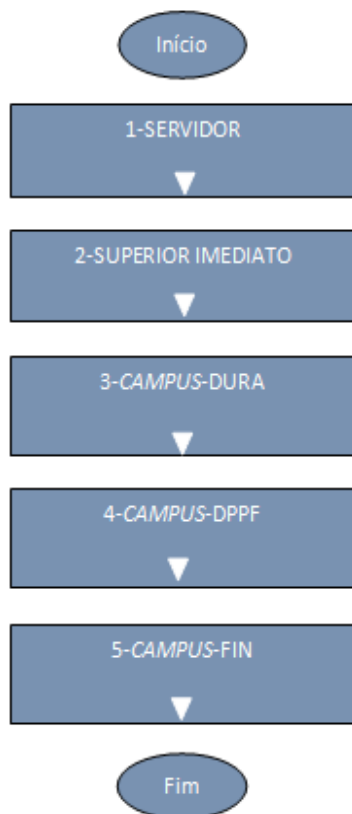 Início
1-SERVIDOR
2-SUPERIOR IMEDIATO
3-CAMPUS-DURA
4-CAMPUS-DPPF
5-CAMPUS-FIN
Fim